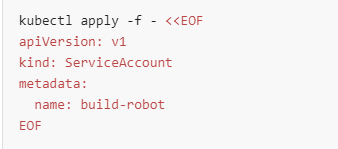 kubectl apply -f - <<EOF
apiVersion: v1
kind: ServiceAccount
metadata:
  name: build-robot
EOF